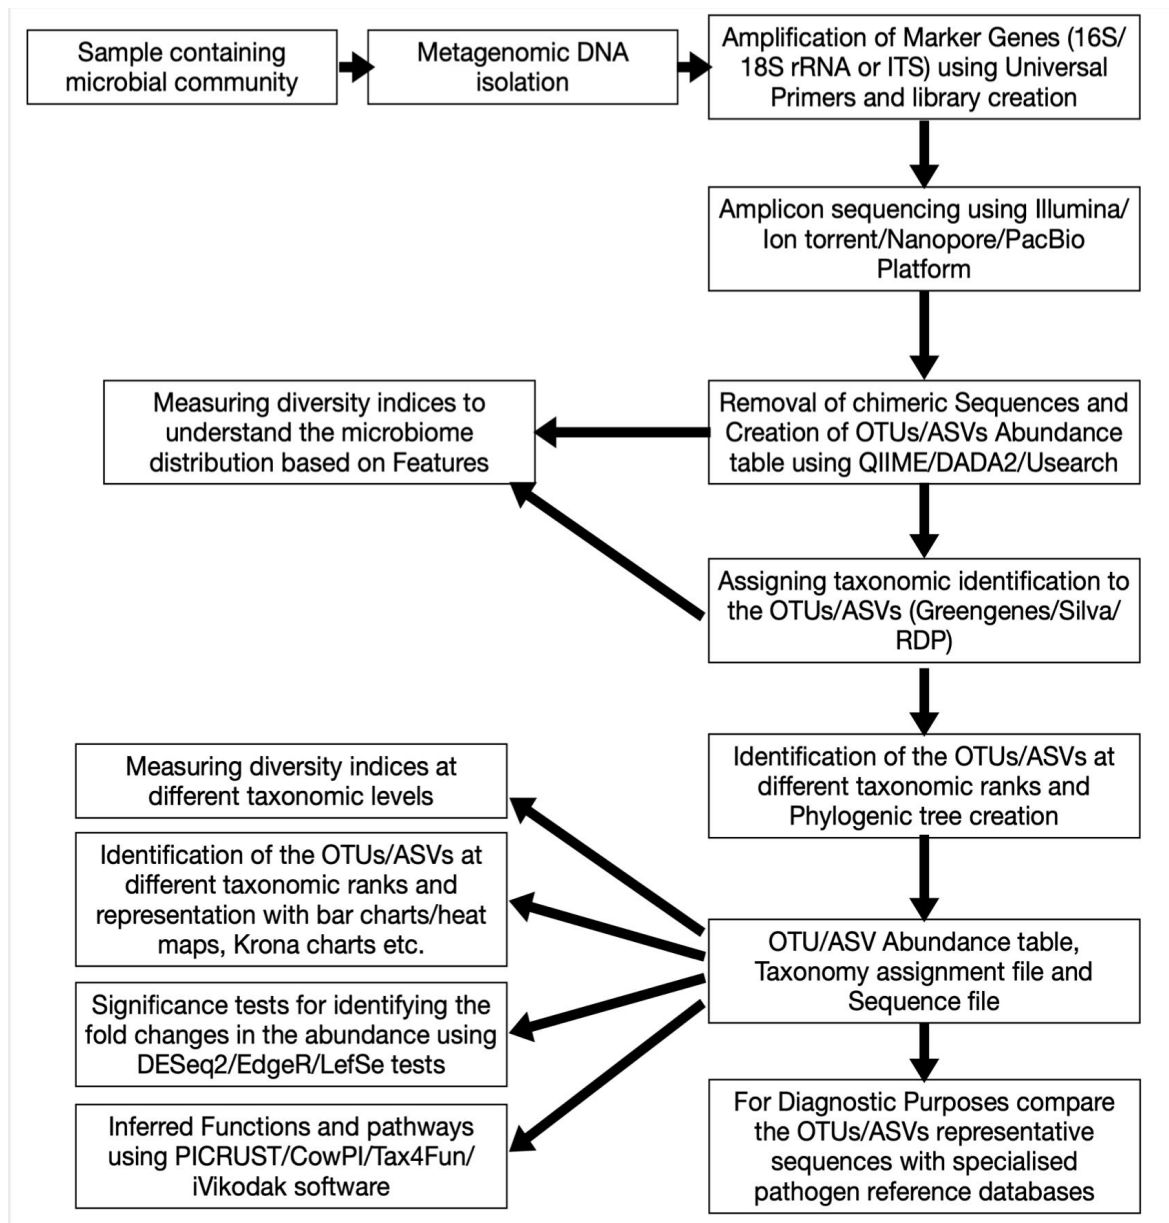 Sample containing
microbial community
Metagenomic DNA
isolation
Amplification of Marker Genes (16S/
18S rRNA or ITS) using Universal
Primers and library creation
Amplicon sequencing using Illumina/
Ion torrent/Nanopore/PacBio
Platform
Removal of chimeric Sequences and
Creation of OTUs/ASVs Abundance
table using QIIME/DADA2/Usearch
Measuring diversity indices to
understand the microbiome
distribution based on Features
Assigning taxonomic identification to
the OTUs/ASVs (Greengenes/Silva/
RDP)
Identification of the OTUs/ASVs at
different taxonomic ranks and
Phylogenic tree creation
OTU/ASV Abundance table,
Taxonomy assignment file and
Sequence file
Measuring diversity indices at
different taxonomic levels
Identification of the OTUs/ASVs at
different taxonomic ranks and
representation with bar charts/heat
maps, Krona charts etc.
Significance tests for identifying the
fold changes in the abundance using
DESeq2/EdgeR/LefSe tests
Inferred Functions and pathways
using PICRUST/CowPI/Tax4Fun/
iVikodak software
For Diagnostic Purposes compare
the OTUs/ASVs representative
sequences with specialised
pathogen reference databases